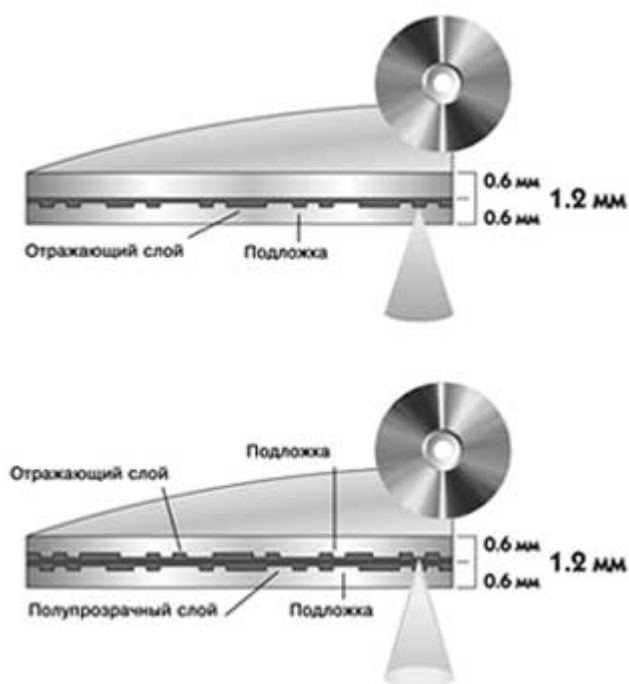 0.6 мм
1.2 мм
0.6 мм
Отражающий слой
Подложка
Подложка
Отражающий слой
0.6 мм
1.2 мм
0.6 мм
Полупрозрачный слой
Подложка